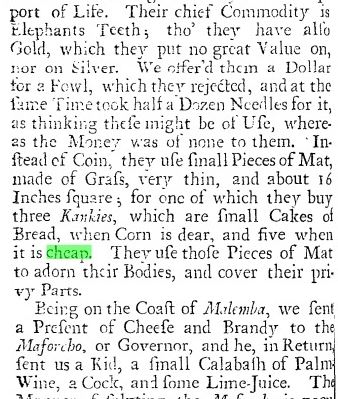 port of Life. Their chief Commodity is
Elephants Teeth; tho' they have alſo
Gold, which they put no great Value on,
nor on Silver. We offer'd them a Dollar
for a Fowl, which they rejected, and at the
ſame Time took half a Dozen Needles for it,
as thinking theſe might be of Uſe, where-
as the Money was of none to them. In-
ſtead of Coin, they uſe ſmall Pieces of Mat,
made of Graſs, very thin, and about 16
Inches ſquare; for one of which they buy
three Kankies, which are ſmall Cakes of
Bread, when Corn is dear, and five when
it is cheap. They uſe thoſe Pieces of Mat
to adorn their Bodies, and cover their pri-
vy Parts.
Being on the Coaſt of Malemba, we ſent
a Preſent of Cheeſe and Brandy to the
Maforcho, or Governor, and he, in Return,
ſent us a Kid, a ſmall Calabaſh of Palm-
Wine, a Cock, and ſome Lime-Juice. The